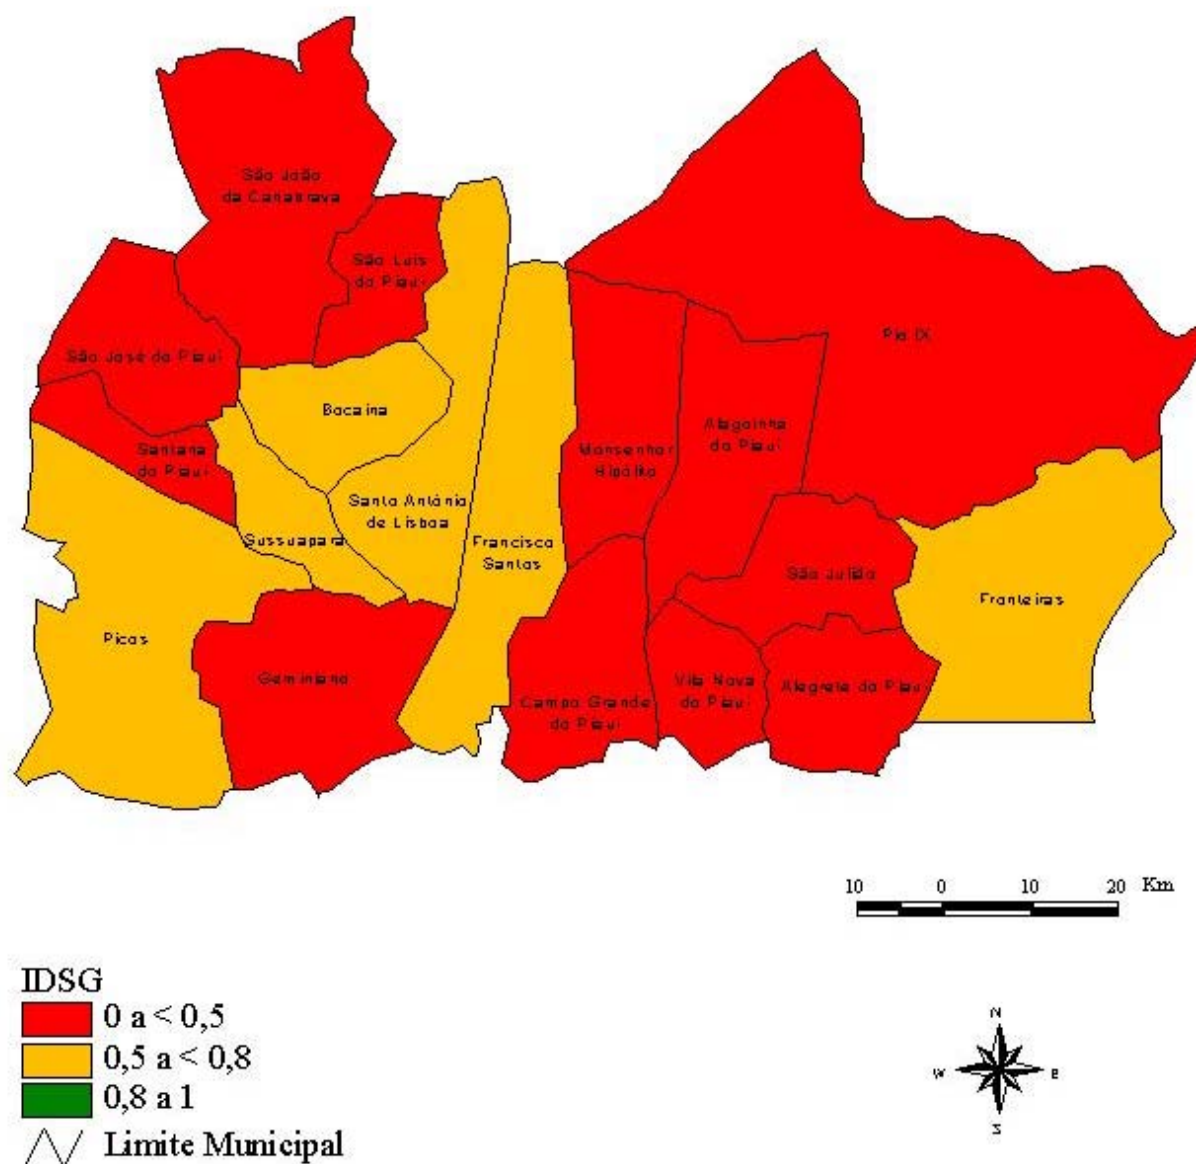 São João
da Canabrava
São Luis
do Piauí
São José do Piauí
Pio IX
Bocaina
Alagoinha
do Piauí
Santana
do Piauí
Monsenhor
Hipólito
Santo Antônio
de Lisboa
Sussuapara
Francisco
Santos
São Julião
Fronteiras
Picos
Geminiano
Vila Nova
do Piauí
Alegrete do Piauí
Campo Grande
do Piauí
10 0 10 20 Km
IDSG
0 a < 0,5
0,5 a < 0,8
0,8 a 1
Limite Municipal
N
W E
S